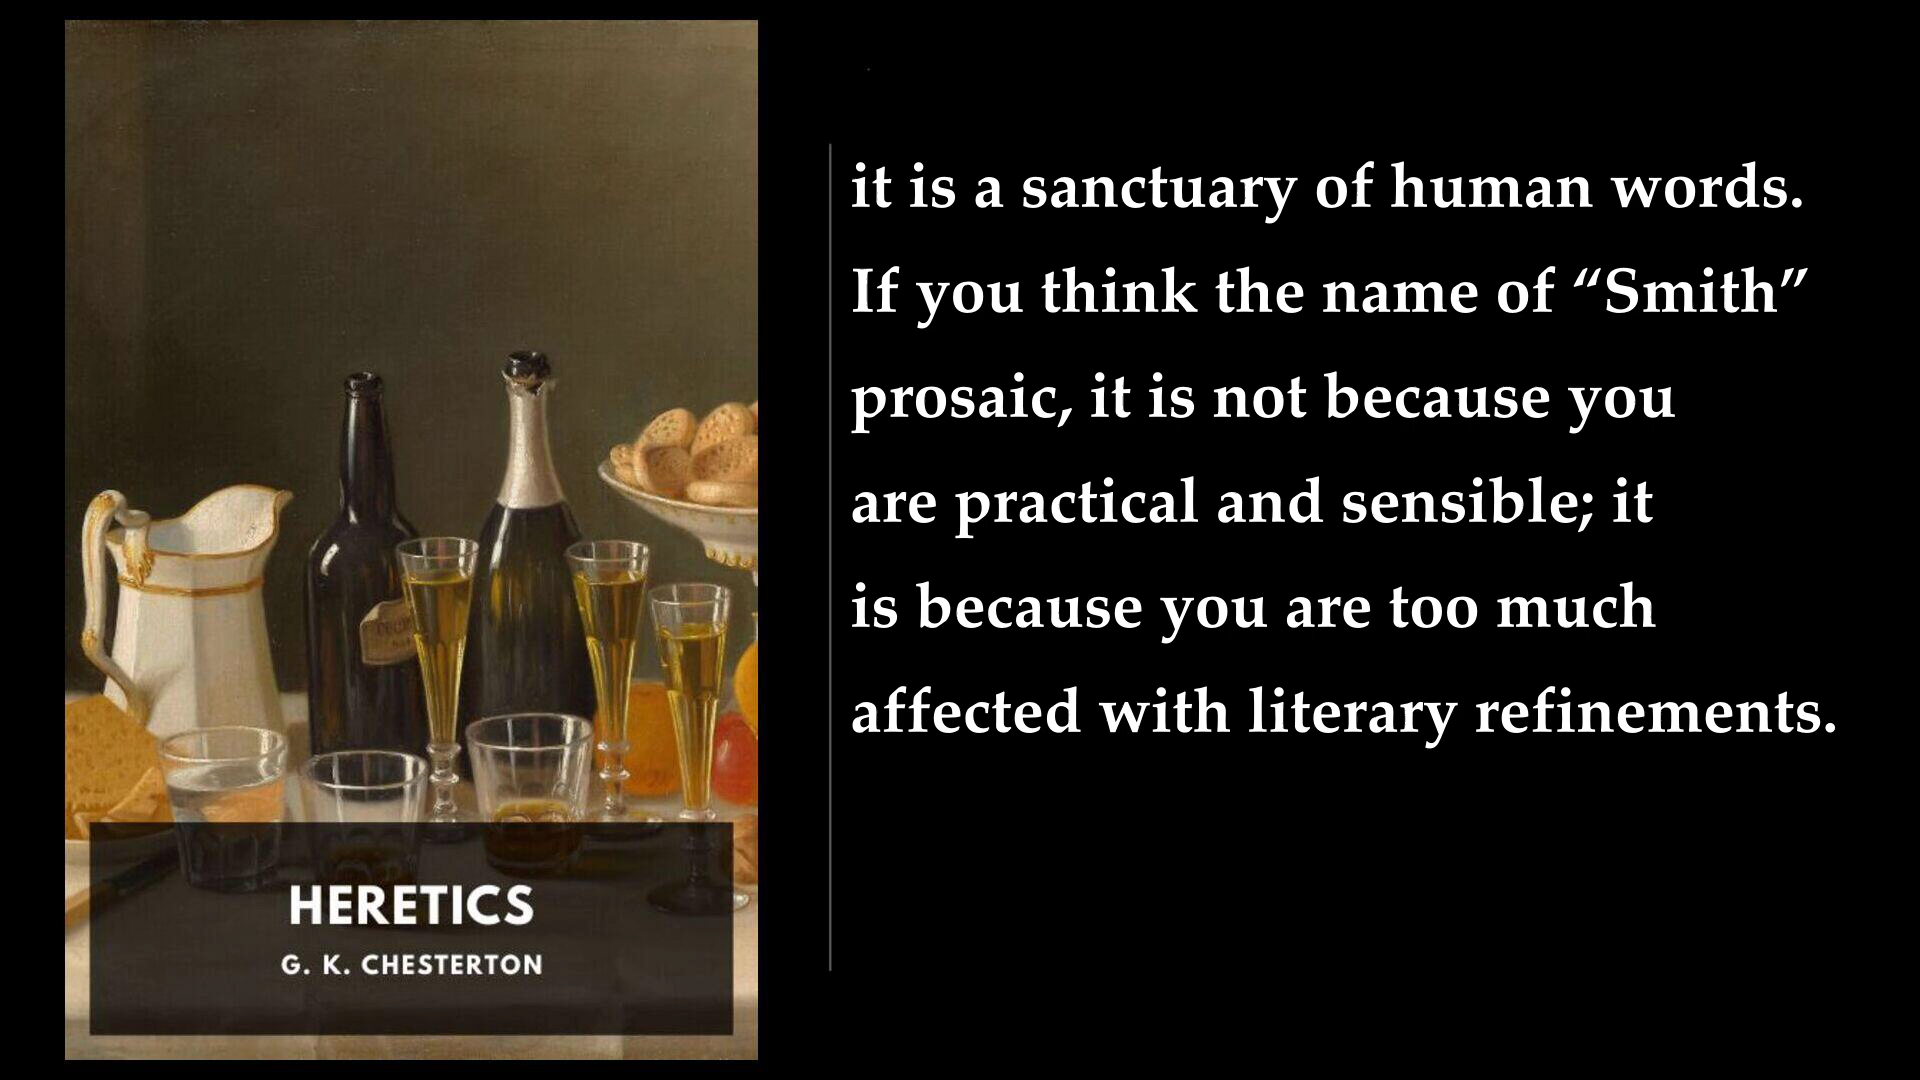 it is a sanctuary of human words.
If you think the name of “Smith”
prosaic, it is not because you
are practical and sensible; it
is because you are too much
affected with literary refinements.
HERETICS
G. K. CHESTERTON